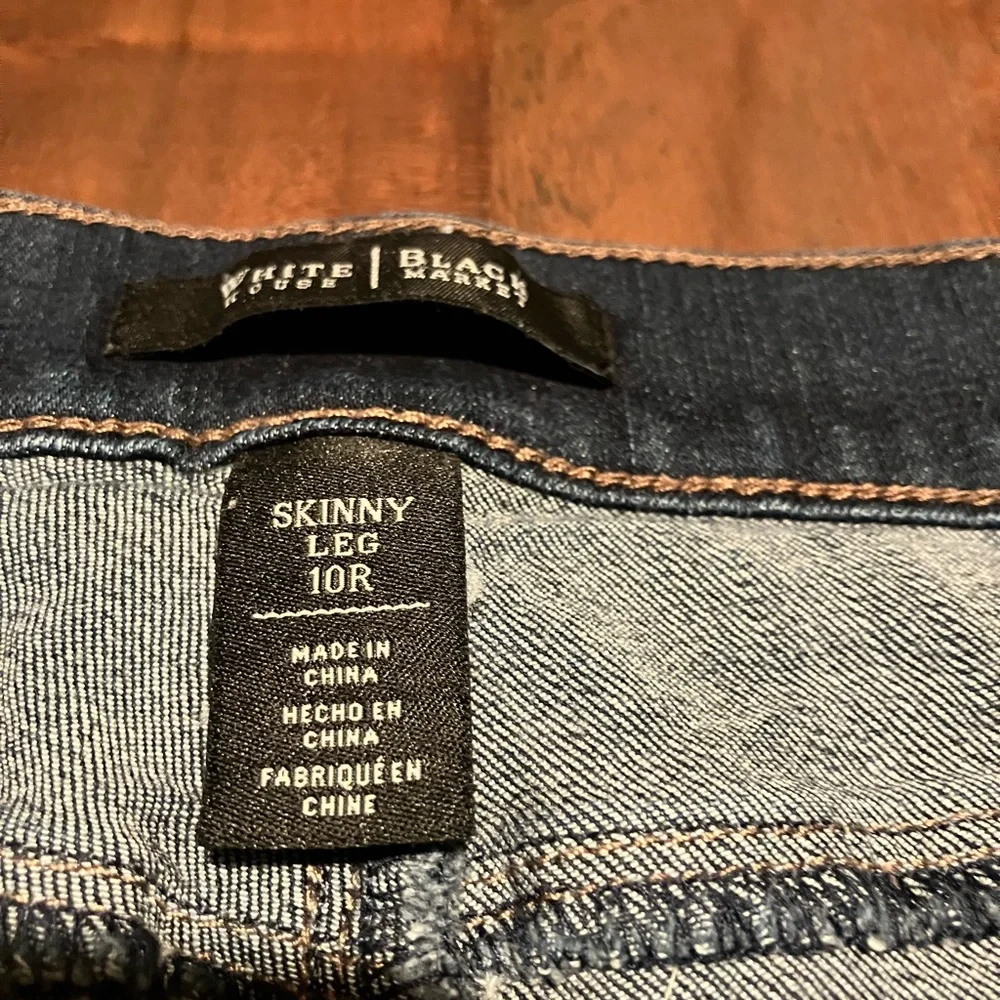 WHITE | BLACK
HOUSE | MARKET
SKINNY
LEG
10R
MADE IN
CHINA
HECHO EN
CHINA
FABRIQUÉ EN
CHINE